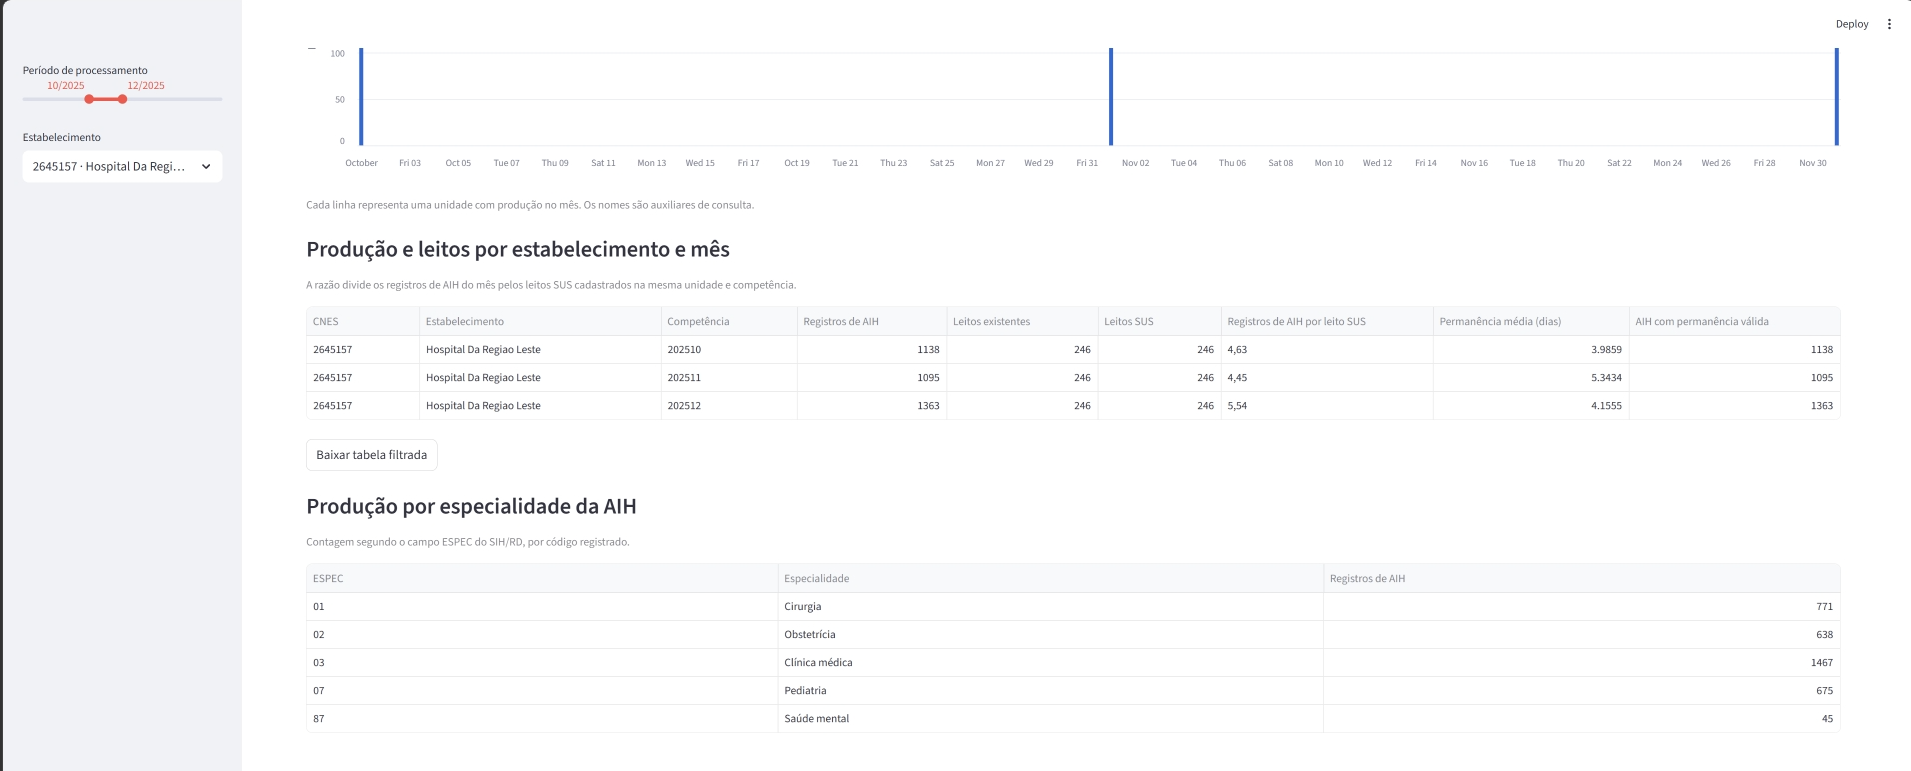 Deploy
Período de processamento
10/2025 12/2025
Estabelecimento
2645157 · Hospital Da Regi…
100
50
0
October Fri 03 Oct 05 Tue 07 Thu 09 Sat 11 Mon 13 Wed 15 Fri 17 Oct 19 Tue 21 Thu 23 Sat 25 Mon 27 Wed 29 Fri 31 Nov 02 Tue 04 Thu 06 Sat 08 Mon 10 Wed 12 Fri 14 Nov 16 Tue 18 Thu 20 Sat 22 Mon 24 Wed 26 Fri 28 Nov 30
Cada linha representa uma unidade com produção no mês. Os nomes são auxiliares de consulta.
Produção e leitos por estabelecimento e mês
A razão divide os registros de AIH do mês pelos leitos SUS cadastrados na mesma unidade e competência.
CNES Estabelecimento Competência Registros de AIH Leitos existentes Leitos SUS Registros de AIH por leito SUS Permanência média (dias) AIH com permanência válida
2645157 Hospital Da Regiao Leste 202510 1138 246 246 4,63 3.9859 1138
2645157 Hospital Da Regiao Leste 202511 1095 246 246 4,45 5.3434 1095
2645157 Hospital Da Regiao Leste 202512 1363 246 246 5,54 4.1555 1363
Baixar tabela filtrada
Produção por especialidade da AIH
Contagem segundo o campo ESPEC do SIH/RD, por código registrado.
ESPEC Especialidade Registros de AIH
01 Cirurgia 771
02 Obstetrícia 638
03 Clínica médica 1467
07 Pediatria 675
87 Saúde mental 45